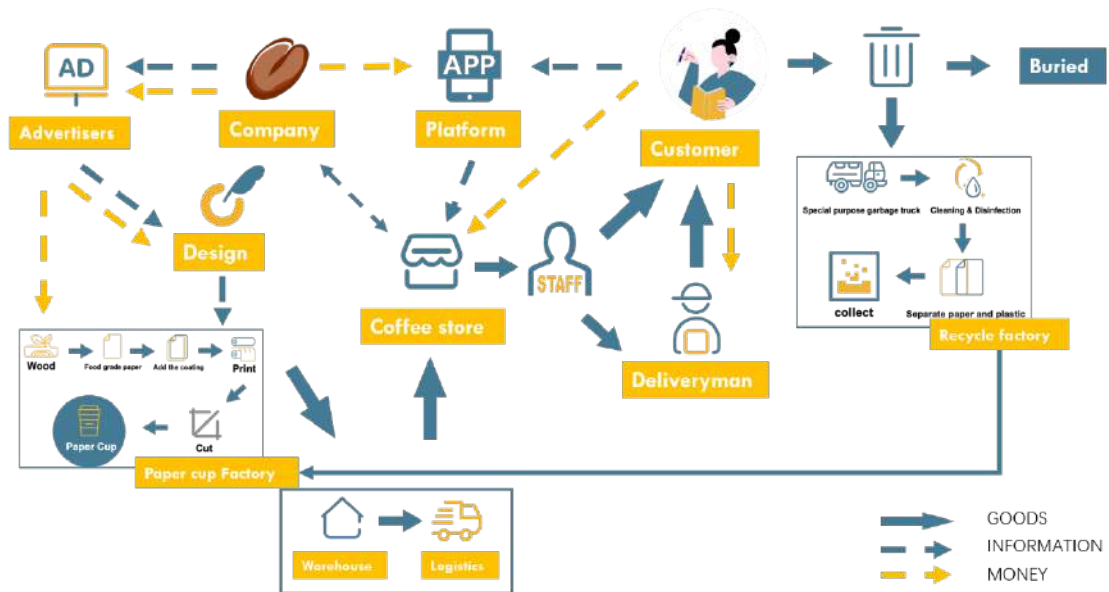 AD
APP
Buried
Advertisers
Company
Platform
Customer
Special purpose garbage truck
Cleaning & Disinfection
Design
STAFF
collect
Separate paper and plastic
Coffee store
Recycle factory
Wood
Food grade paper
Add the coating
Print
Deliveryman
Paper Cup
Cut
Paper cup Factory
GOODS
INFORMATION
MONEY
Warehouse
Logistics